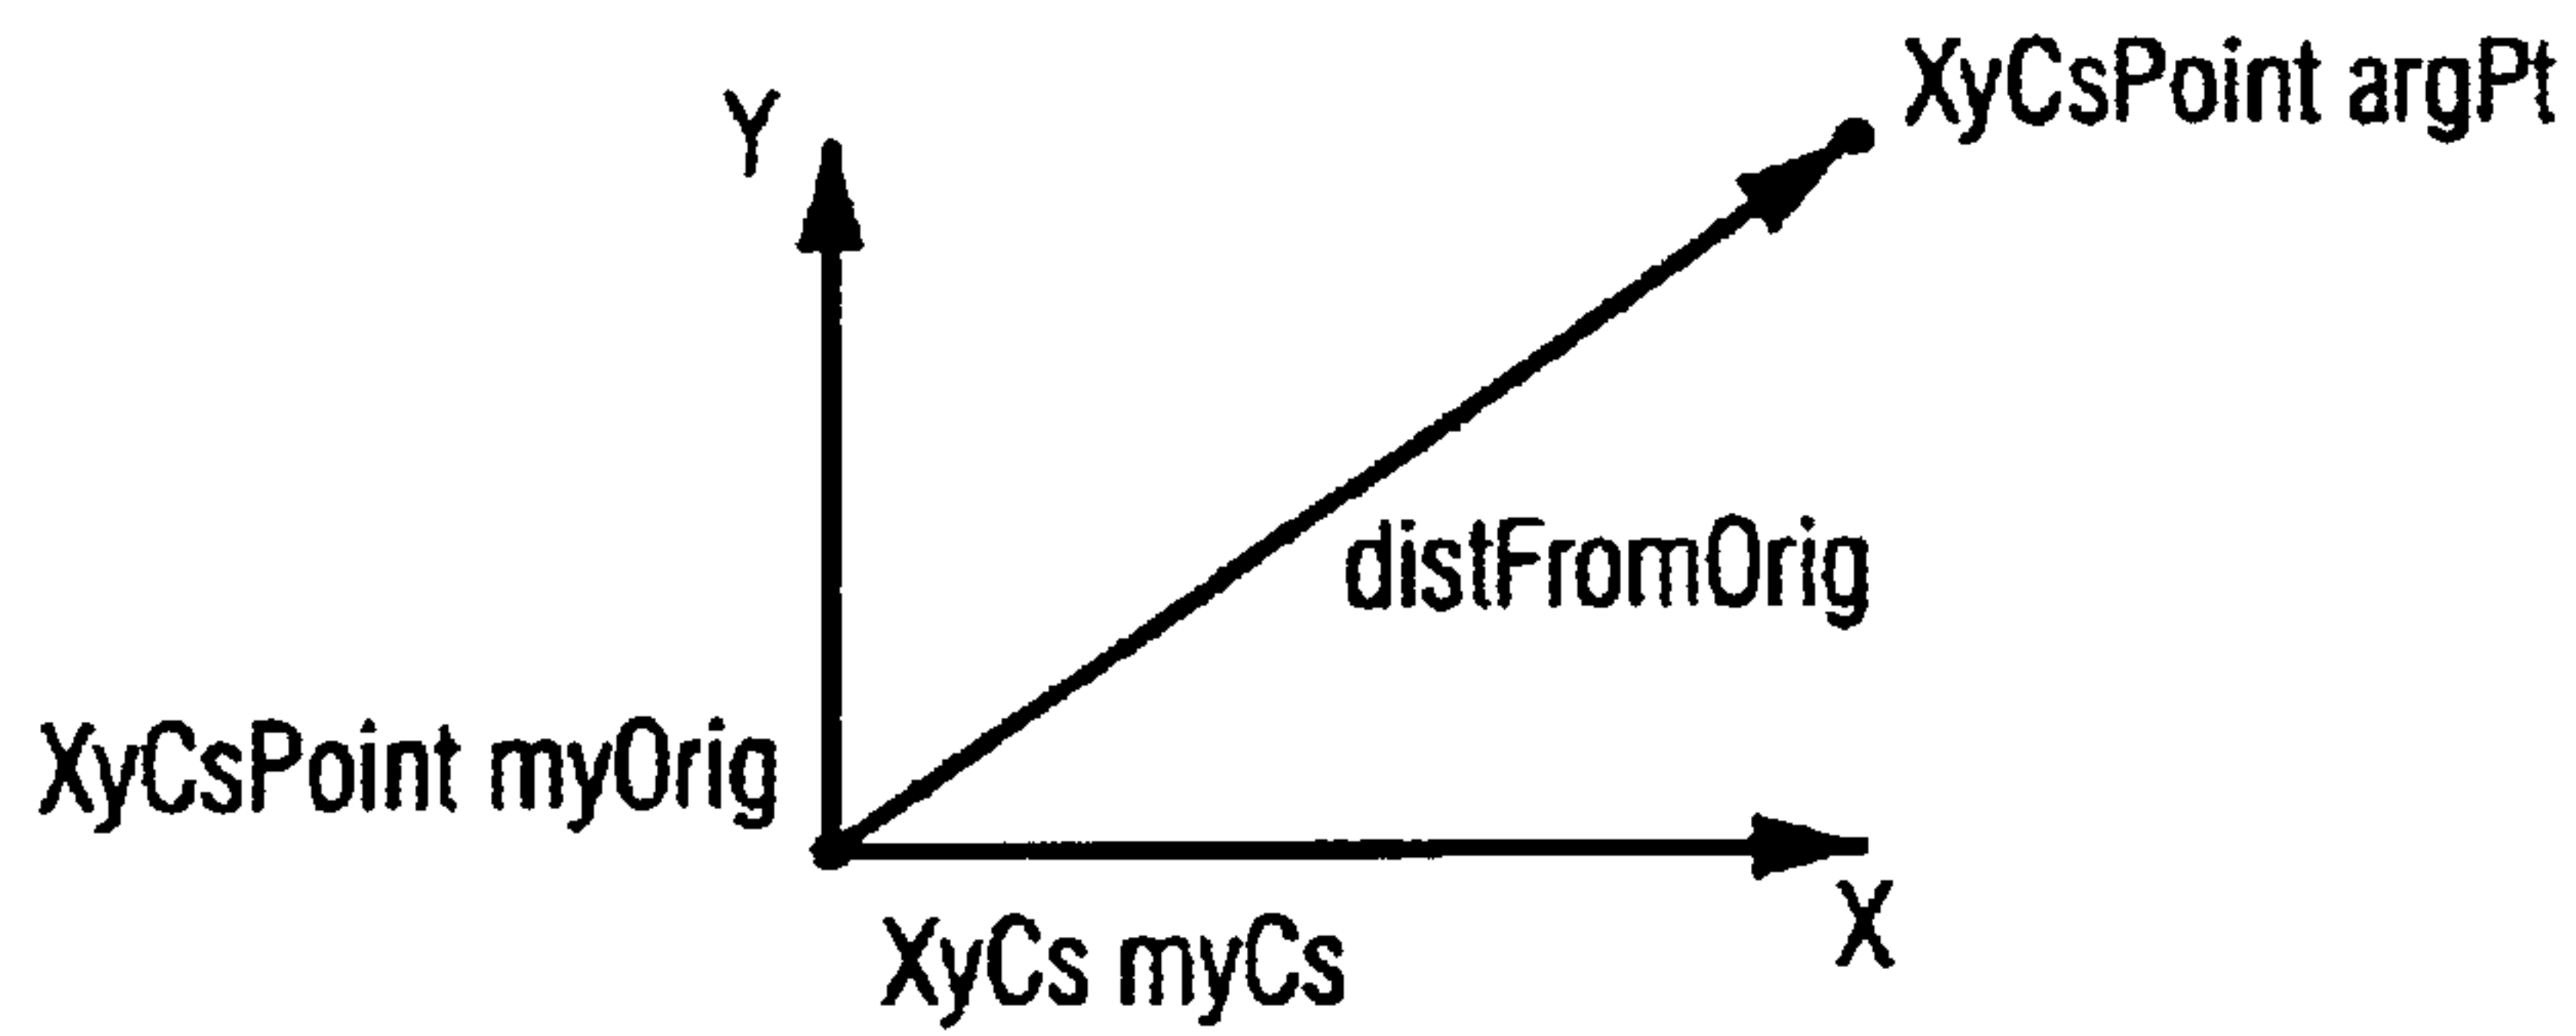 XyCsPoint argPt
Y
distFromOrig
XyCsPoint myOrig
X
XyCs myCs